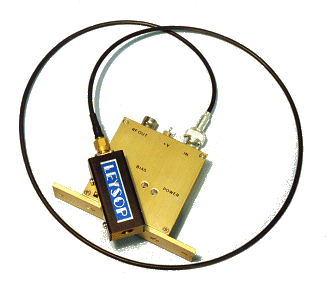 RF OUT
+V
IN
BIAS
POWER
LEYSOP